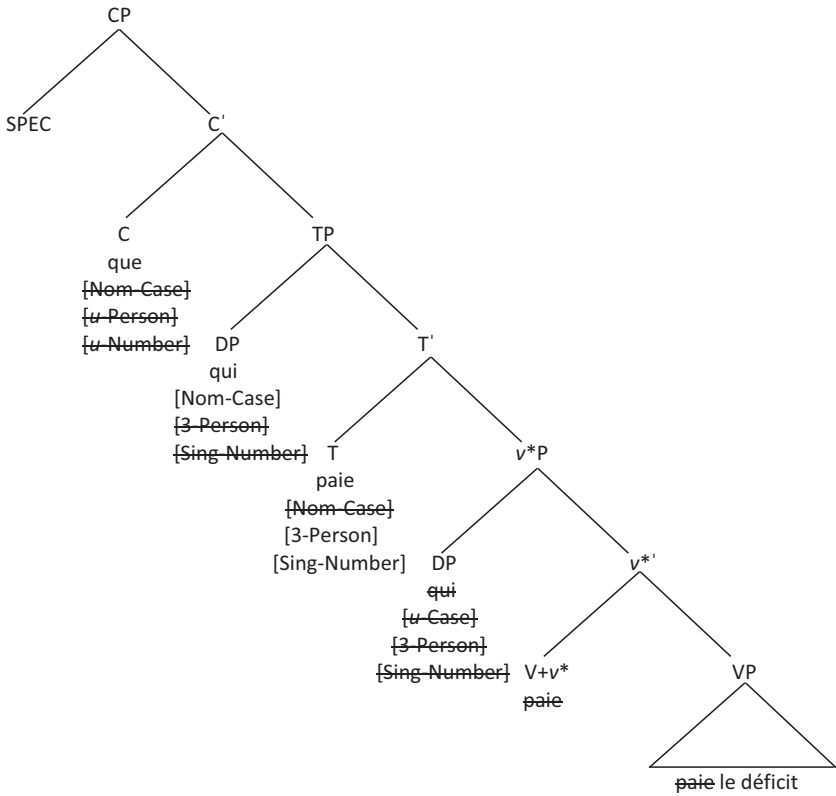 CP
SPEC C'
C TP
que
[Nom-Case]
[u-Person]
[u-Number] DP T'
qui
[Nom-Case]
[3-Person]
[Sing-Number] T v*P
paie
[Nom-Case]
[3-Person]
[Sing-Number] DP v*'
qui
[u-Case]
[3-Person]
[Sing-Number] V+v* VP
paie
paie le déficit